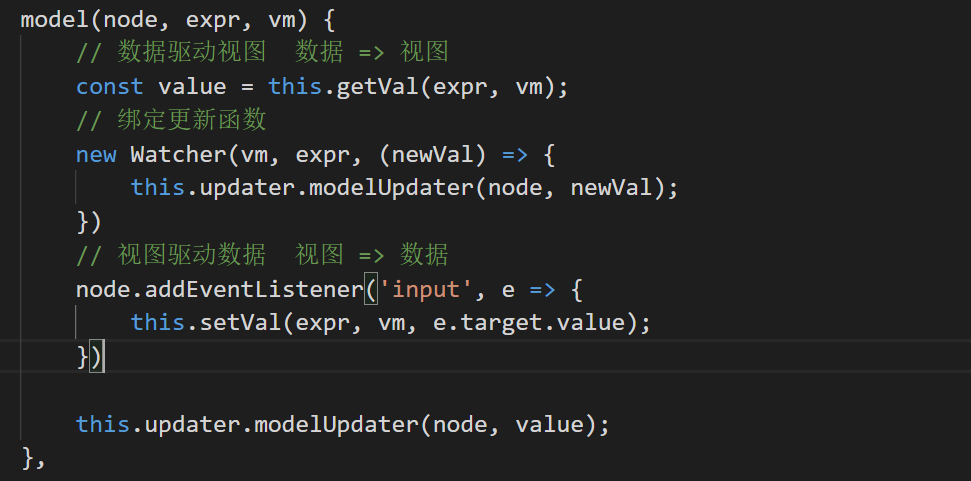 model(node, expr, vm) {
    // 数据驱动视图  数据 => 视图
    const value = this.getVal(expr, vm);
    // 绑定更新函数
    new Watcher(vm, expr, (newVal) => {
        this.updater.modelUpdater(node, newVal);
    })
    // 视图驱动数据  视图 => 数据
    node.addEventListener('input', e => {
        this.setVal(expr, vm, e.target.value);
    })

    this.updater.modelUpdater(node, value);
},